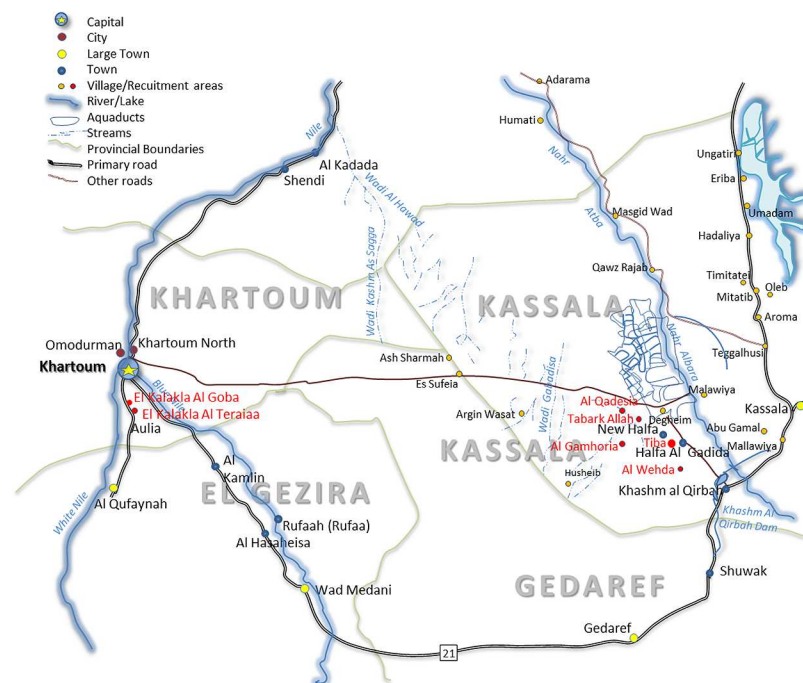 Capital
City
Large Town
Town
Village/Recuitment areas
River/Lake
Aquaducts
Streams
Provincial Boundaries
Primary road
Other roads
Adarama
Humati
Nile
Al Kadada
Shendi
Nahr
Atba
Ungatiri
Eriba
Wadi Al Hawad
Umadam
Masgid Wad
Hadaliya
Wadi Kashm As Sagga
Qawz Rajab
Timitatei
Oleb
Mitatib
KHARTOUM
KASSALA
Aroma
Nahr Albara
Omodurman
Khartoum North
Teggalhusi
Ash Sharmah
Khartoum
Es Sufeia
Wadi Gabadisa
Malawiya
Blue
El Kalakla Al Goba
El Kalakla Al Teraiaa
Aulia
Al Qadesia
Kassala
Argin Wasat
Tabark Allah
Degheim
New Halfa
Abu Gamal
KASSALA
Al Gamhoria
Tiba
Halfa Al Gadida
Mallawiya
Al
Kamlin
Husheib
Al Wehda
EL GEZIRA
Khashm al Qirbah
Al Qufaynah
White Nile
Khashm Al
Qirbah Dam
Rufaah (Rufaa)
Al Hasaheisa
Shuwak
GEDAREF
Wad Medani
Gedaref
21